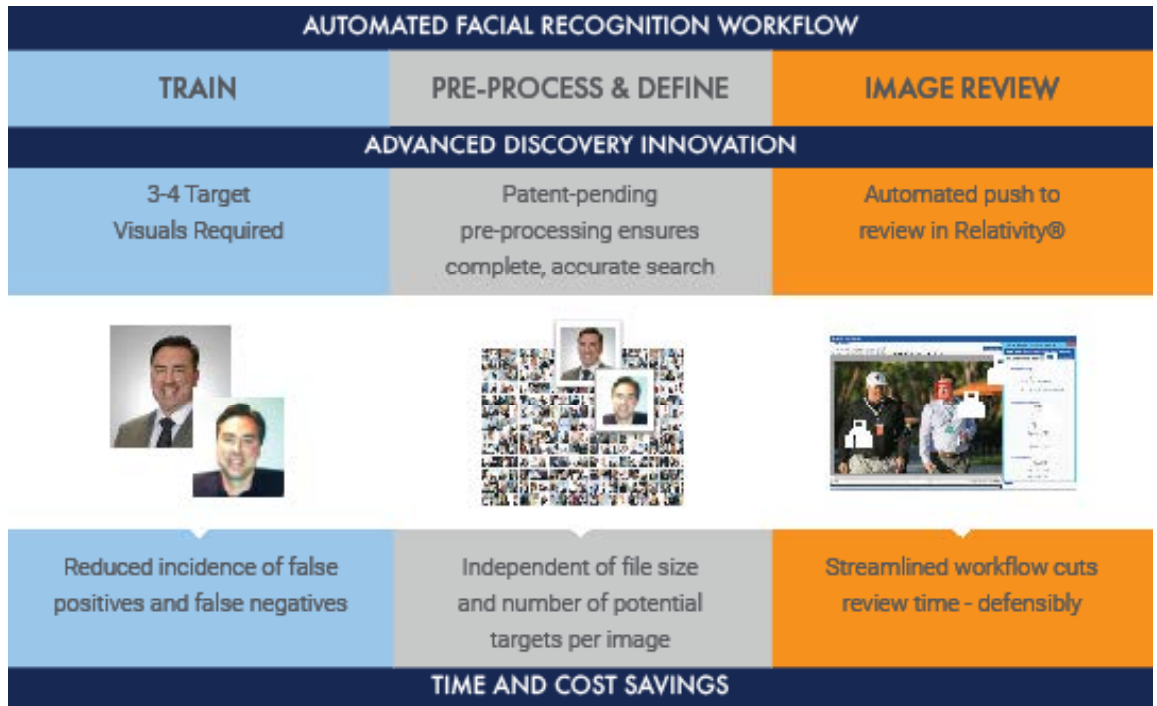 AUTOMATED FACIAL RECOGNITION WORKFLOW
TRAIN
PRE-PROCESS & DEFINE
IMAGE REVIEW
ADVANCED DISCOVERY INNOVATION
3-4 Target
Visuals Required
Patent-pending
pre-processing ensures
complete, accurate search
Automated push to
review in Relativity®
Reduced incidence of false
positives and false negatives
Independent of file size
and number of potential
targets per image
Streamlined workflow cuts
review time - defensibly
TIME AND COST SAVINGS